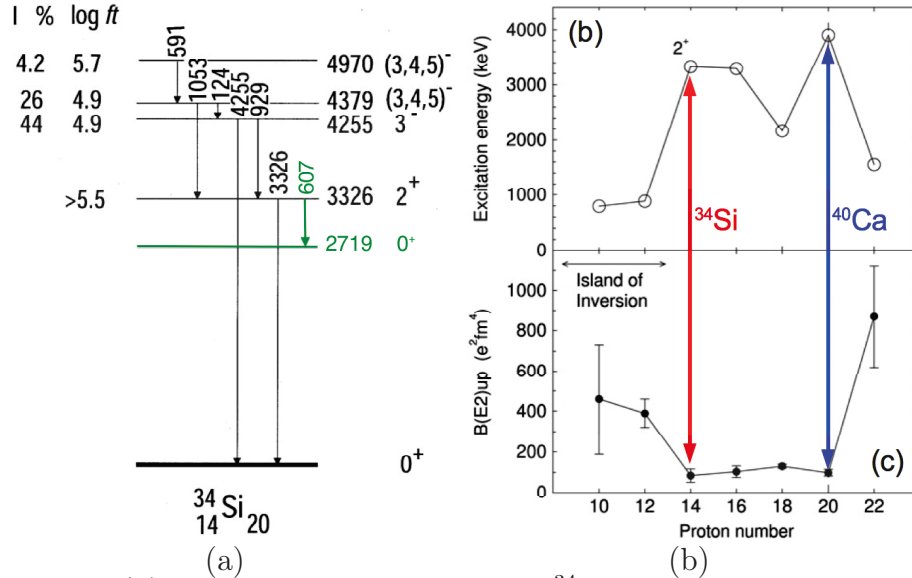 I % log ft
591
4.2 5.7 4970 (3,4,5)⁻
1053
124
4255
929
26 4.9 4379 (3,4,5)⁻
44 4.9 4255 3⁻
3326
607
>5.5 3326 2⁺
2719 0⁺
0⁺
³⁴₁₄Si₂₀
(a)
(b)
Excitation energy (keV)
4000
3000
2000
1000
0
2⁺
³⁴Si
⁴⁰Ca
Island of
Inversion
B(E2)up (e²fm⁴)
1000
800
600
400
200
0
(c)
10 12 14 16 18 20 22
Proton number
(b)
34